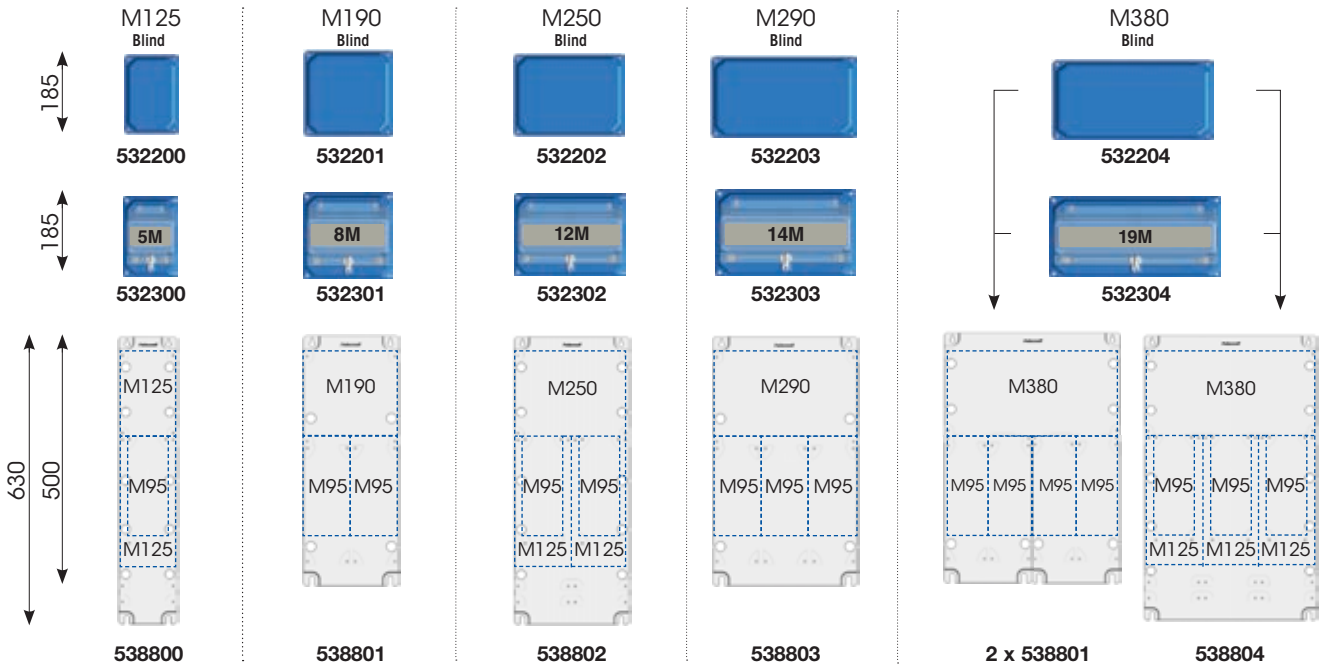 M125 M190 M250 M290 M380
Blind Blind Blind Blind Blind
185
532200 532201 532202 532203 532204
185
5M 8M 12M 14M 19M
532300 532301 532302 532303 532304
630
500
M125 M190 M250 M290 M380 M380
M95 M95 M95 M95 M95 M95 M95 M95 M95 M95 M95 M95 M95 M95 M95
M125 M125 M125 M125 M125 M125
538800 538801 538802 538803 2 x 538801 538804